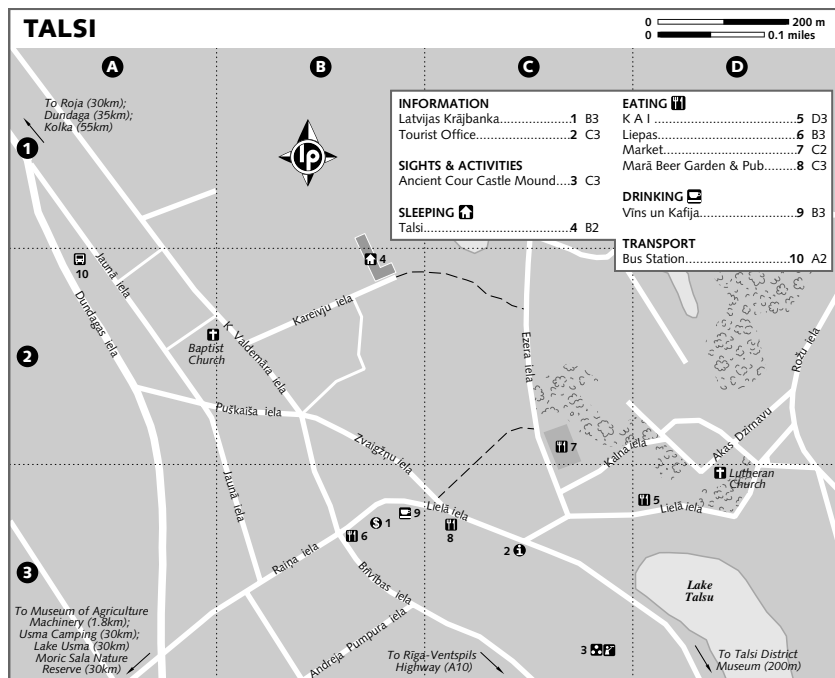 TALSI
0 200 m
0 0.1 miles
A B C D
1
2
3
To Roja (30km);
Dundaga (35km);
Kolka (55km)
lp
INFORMATION
Latvijas Krājbanka 1 B3
Tourist Office 2 C3
SIGHTS & ACTIVITIES
Ancient Cour Castle Mound 3 C3
SLEEPING
Talsi 4 B2
EATING
K A I 5 D3
Liepas 6 B3
Market 7 C2
Marā Beer Garden & Pub 8 C3
DRINKING
Vīns un Kafija 9 B3
TRANSPORT
Bus Station 10 A2
10
4
Jaunā iela
Dundagas iela
Kareivju iela
K Valdemāra iela
Baptist
Church
Ezera iela
Rožu iela
Puškaiša iela
Zvaigžņu iela
7
Kalna iela
Akas Dzirnavu
Lutheran
Church
Jaunā iela
5
Lielā iela
Lielā iela
9
$ 1
6
8
2 i
Raiņa iela
Brīvības iela
Andreja Pumpura iela
Lake
Talsu
3
To Museum of Agriculture
Machinery (1.8km);
Usma Camping (30km);
Lake Usma (30km)
Moric Sala Nature
Reserve (30km)
To Rīga-Ventspils
Highway (A10)
To Talsi District
Museum (200m)